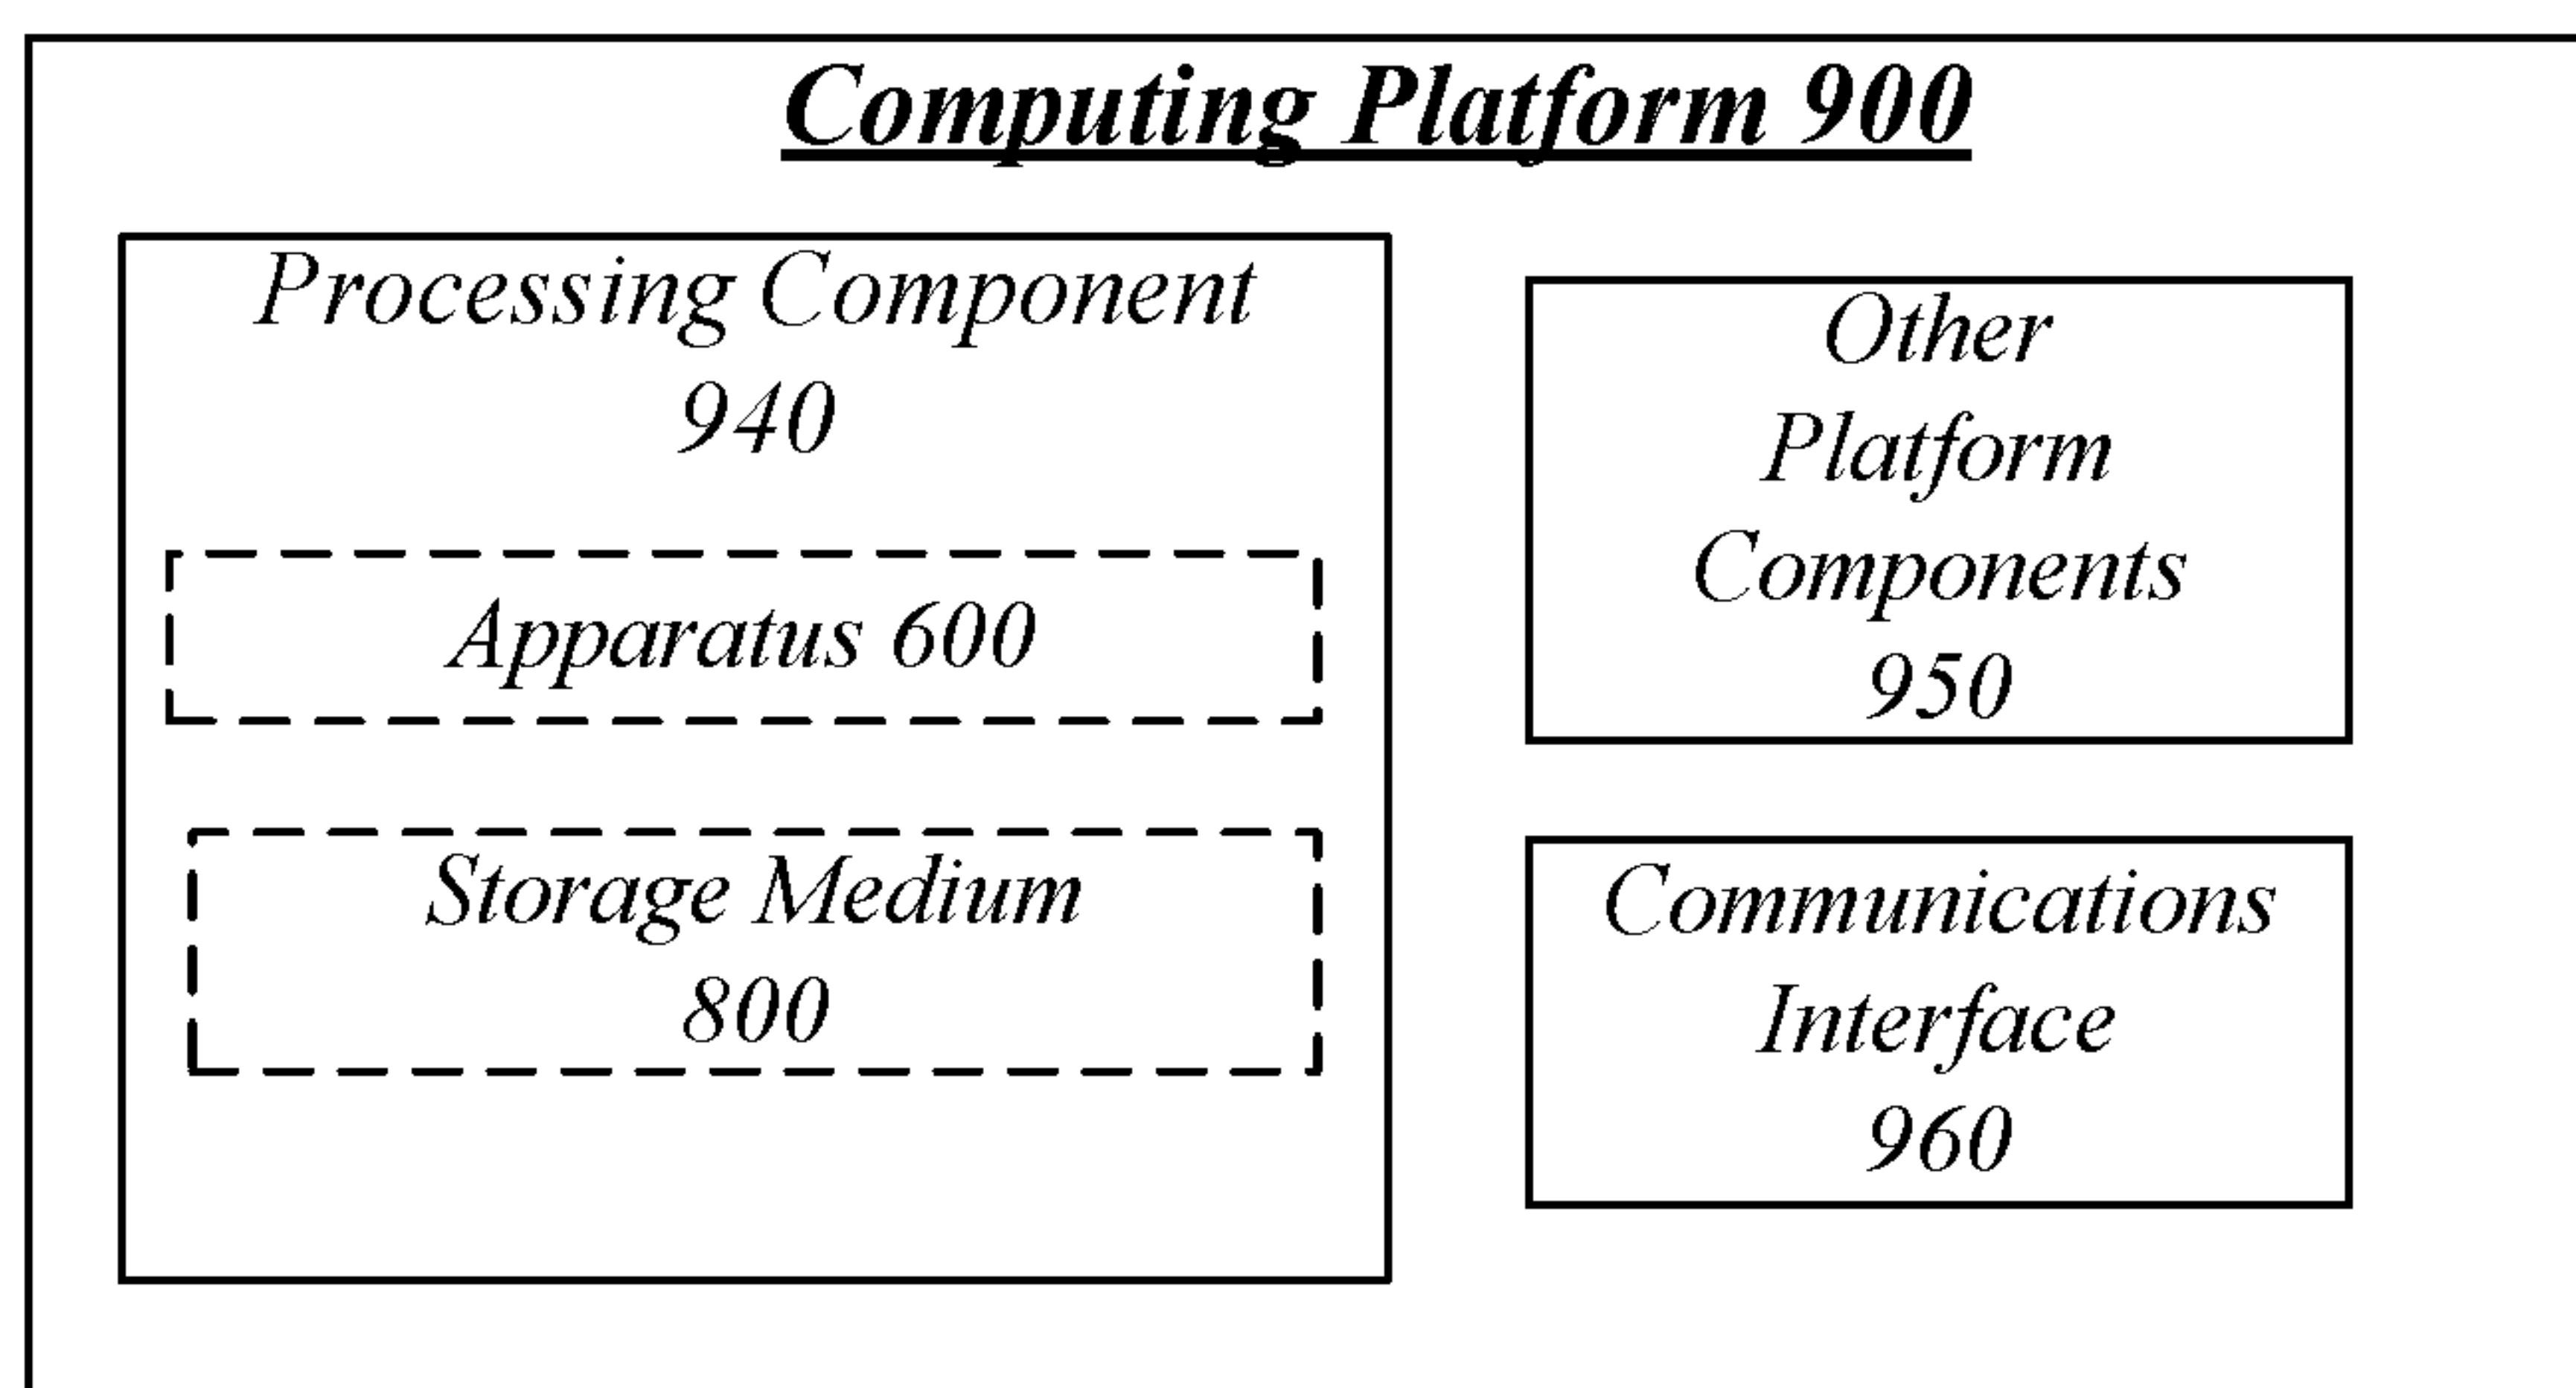 Computing Platform 900
Processing Component
940
Apparatus 600
Storage Medium
800
Other
Platform
Components
950
Communications
Interface
960